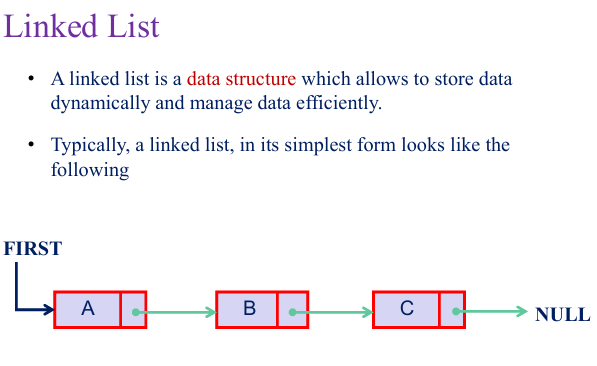 Linked List
• A linked list is a data structure which allows to store data
dynamically and manage data efficiently.
• Typically, a linked list, in its simplest form looks like the
following
FIRST
A B C
NULL